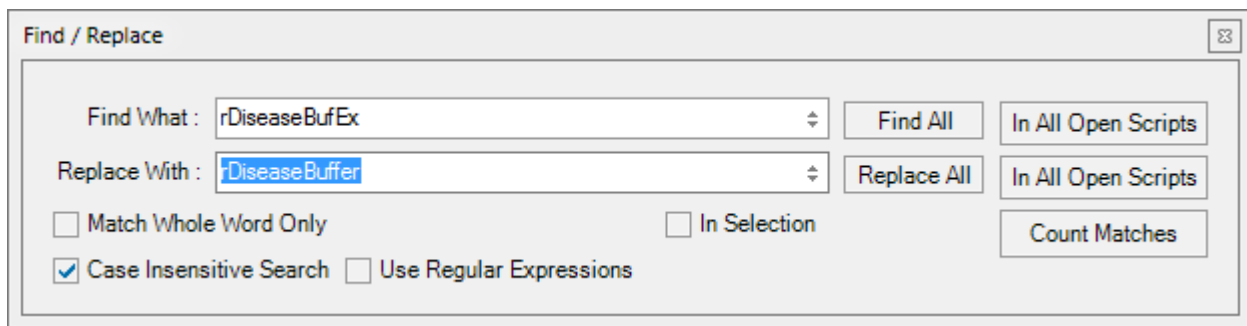 Find / Replace
Find What : rDiseaseBufEx Find All In All Open Scripts
Replace With : rDiseaseBuffer Replace All In All Open Scripts
Match Whole Word Only In Selection Count Matches
Case Insensitive Search Use Regular Expressions